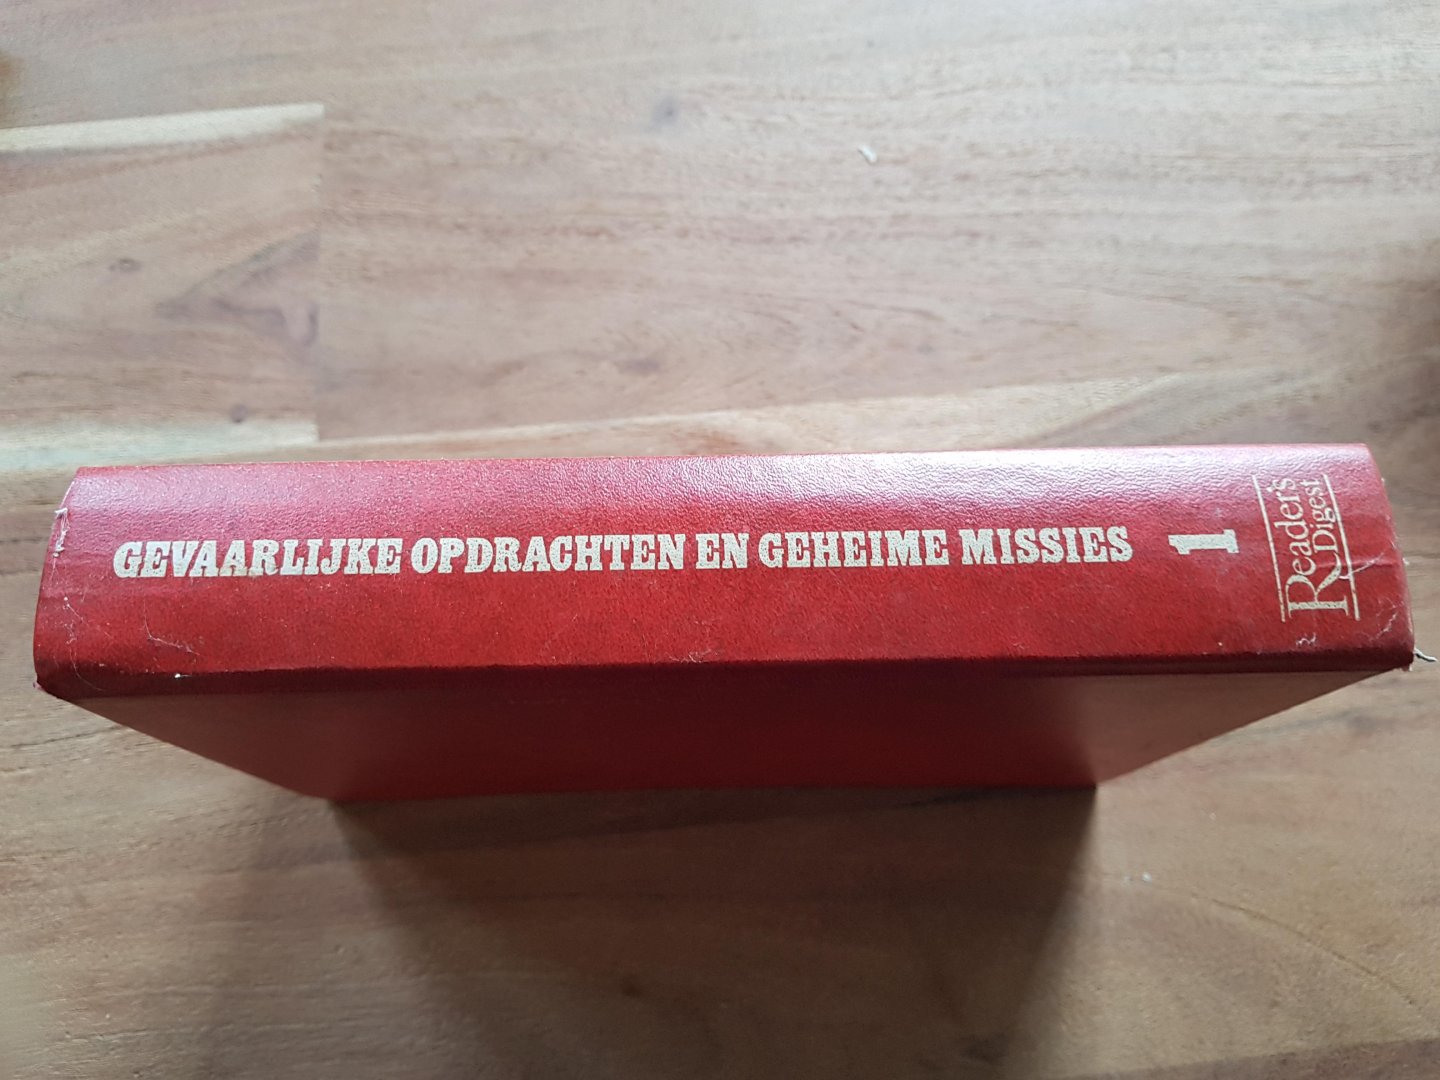 GEVAARLIJKE OPDRACHTEN EN GEHEIME MISSIES
1
Reader's
Digest